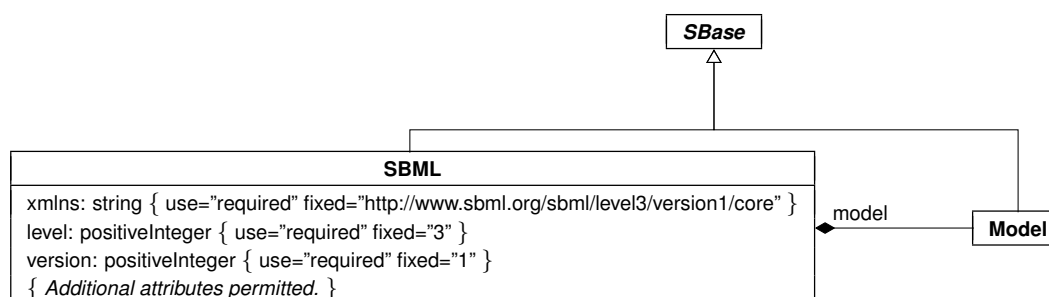 SBase
SBML
xmlns: string { use=”required” fixed=”http://www.sbml.org/sbml/level3/version1/core” }
level: positiveInteger { use=”required” fixed=”3” }
version: positiveInteger { use=”required” fixed=”1” }
{ Additional attributes permitted. }
model
Model